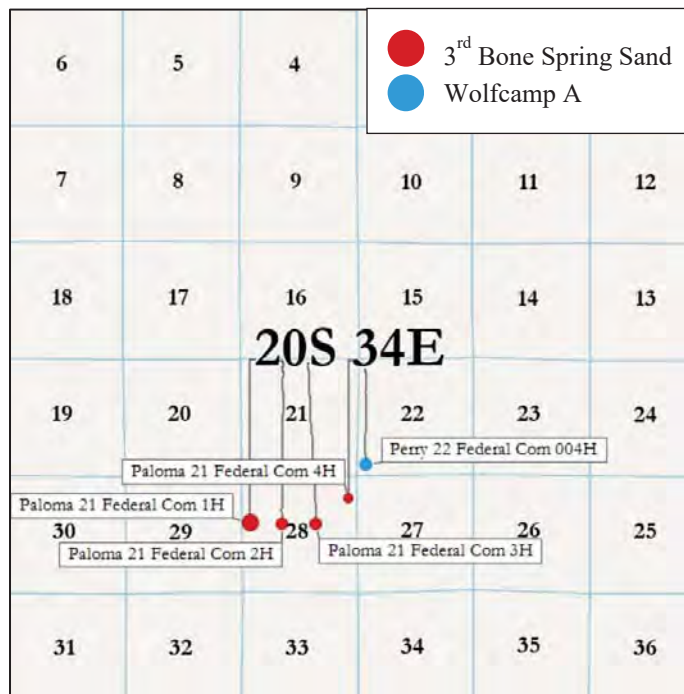 3rd Bone Spring Sand
Wolfcamp A
6 5 4
7 8 9 10 11 12
18 17 16 15 14 13
20S 34E
19 20 21 22 23 24
Perry 22 Federal Com 004H
Paloma 21 Federal Com 4H
Paloma 21 Federal Com 1H
30 29 28 27 26 25
Paloma 21 Federal Com 2H
Paloma 21 Federal Com 3H
31 32 33 34 35 36